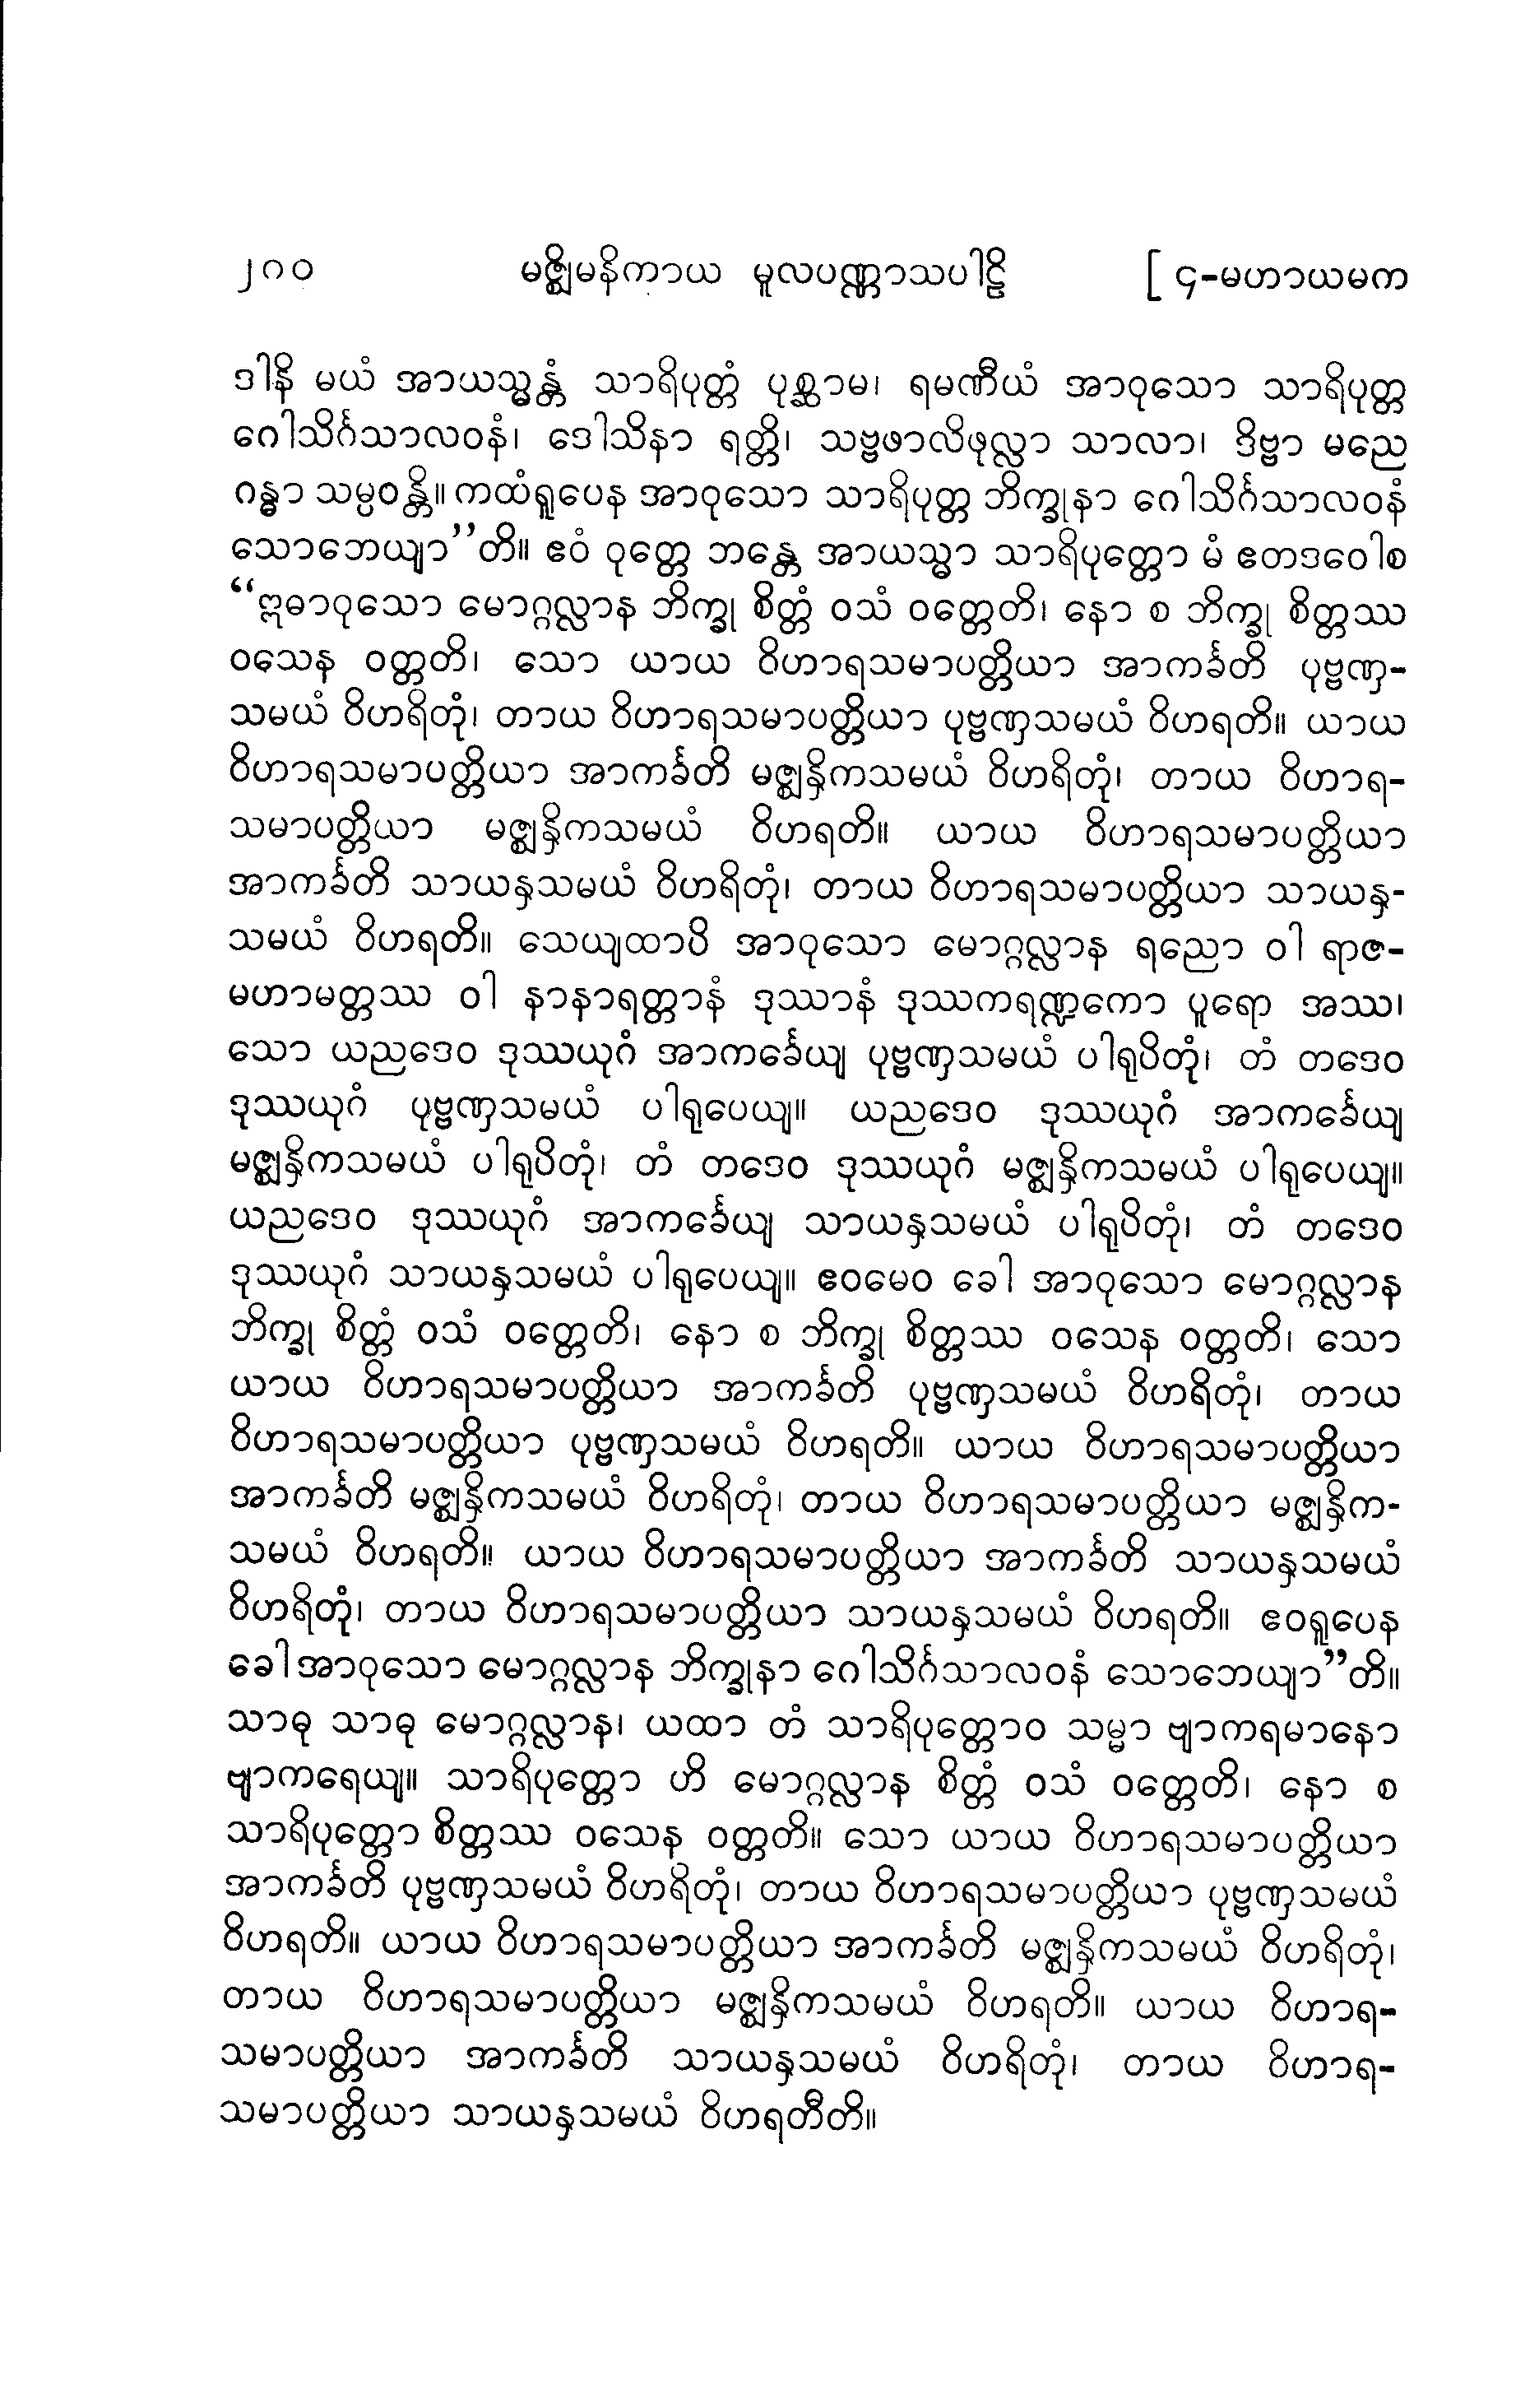 ၂၈၀ မဇ္ဈိမနိကာယ မူလပဏ္ဏာသပါဠိ [ ၄-မဟာယမက
ဒါနိ မယံ အာယသ္မန္တံ သာရိပုတ္တံ ပုစ္ဆာမ၊ ရမဏီယံ အာဝုသော သာရိပုတ္တ
ဂေါသိင်္ဂသာလဝနံ၊ ဒေါသိနာ ရတ္တိ၊ သဗ္ဗဖာလိဖုလ္လာ သာလာ၊ ဒိဗ္ဗာ မညေ
ဂန္ဓာ သမ္ပဝန္တိ။ ကထံရူပေန အာဝုသော သာရိပုတ္တ ဘိက္ခုနာ ဂေါသိင်္ဂသာလဝနံ
သောဘေယျာ”တိ။ ဧဝံ ဝုတ္တေ ဘန္တေ အာယသ္မာ သာရိပုတ္တော မံ ဧတဒဝေါစ
“ဣဓာဝုသော မောဂ္ဂလ္လာန ဘိက္ခု စိတ္တံ ဝသံ ဝတ္တေတိ၊ နော စ ဘိက္ခု စိတ္တဿ
ဝသေန ဝတ္တတိ၊ သော ယာယ ဝိဟာရသမာပတ္တိယာ အာကင်္ခတိ ပုဗ္ဗဏှ-
သမယံ ဝိဟရိတုံ၊ တာယ ဝိဟာရသမာပတ္တိယာ ပုဗ္ဗဏှသမယံ ဝိဟရတိ။ ယာယ
ဝိဟာရသမာပတ္တိယာ အာကင်္ခတိ မဇ္ဈနှိကသမယံ ဝိဟရိတုံ၊ တာယ ဝိဟာရ-
သမာပတ္တိယာ မဇ္ဈနှိကသမယံ ဝိဟရတိ။ ယာယ ဝိဟာရသမာပတ္တိယာ
အာကင်္ခတိ သာယနှသမယံ ဝိဟရိတုံ၊ တာယ ဝိဟာရသမာပတ္တိယာ သာယနှ-
သမယံ ဝိဟရတိ။ သေယျထာပိ အာဝုသော မောဂ္ဂလ္လာန ရညော ဝါ ရာဇ-
မဟာမတ္တဿ ဝါ နာနာရတ္တာနံ ဒုဿာနံ ဒုဿကရဏ္ဍကော ပူရော အဿ၊
သော ယညဒေဝ ဒုဿယုဂံ အာကင်္ခေယျ ပုဗ္ဗဏှသမယံ ပါရုပိတုံ၊ တံ တဒေဝ
ဒုဿယုဂံ ပုဗ္ဗဏှသမယံ ပါရုပေယျ။ ယညဒေဝ ဒုဿယုဂံ အာကင်္ခေယျ
မဇ္ဈနှိကသမယံ ပါရုပိတုံ၊ တံ တဒေဝ ဒုဿယုဂံ မဇ္ဈနှိကသမယံ ပါရုပေယျ။
ယညဒေဝ ဒုဿယုဂံ အာကင်္ခေယျ သာယနှသမယံ ပါရုပိတုံ၊ တံ တဒေဝ
ဒုဿယုဂံ သာယနှသမယံ ပါရုပေယျ။ ဧဝမေဝ ခေါ အာဝုသော မောဂ္ဂလ္လာန
ဘိက္ခု စိတ္တံ ဝသံ ဝတ္တေတိ၊ နော စ ဘိက္ခု စိတ္တဿ ဝသေန ဝတ္တတိ၊ သော
ယာယ ဝိဟာရသမာပတ္တိယာ အာကင်္ခတိ ပုဗ္ဗဏှသမယံ ဝိဟရိတုံ၊ တာယ
ဝိဟာရသမာပတ္တိယာ ပုဗ္ဗဏှသမယံ ဝိဟရတိ။ ယာယ ဝိဟာရသမာပတ္တိယာ
အာကင်္ခတိ မဇ္ဈနှိကသမယံ ဝိဟရိတုံ၊ တာယ ဝိဟာရသမာပတ္တိယာ မဇ္ဈနှိက-
သမယံ ဝိဟရတိ။ ယာယ ဝိဟာရသမာပတ္တိယာ အာကင်္ခတိ သာယနှသမယံ
ဝိဟရိတုံ၊ တာယ ဝိဟာရသမာပတ္တိယာ သာယနှသမယံ ဝိဟရတိ။ ဧဝရူပေန
ခေါ အာဝုသော မောဂ္ဂလ္လာန ဘိက္ခုနာ ဂေါသိင်္ဂသာလဝနံ သောဘေယျာ”တိ။
သာဓု သာဓု မောဂ္ဂလ္လာန၊ ယထာ တံ သာရိပုတ္တောဝ သမ္မာ ဗျာကရမာနော
ဗျာကရေယျ။ သာရိပုတ္တော ဟိ မောဂ္ဂလ္လာန စိတ္တံ ဝသံ ဝတ္တေတိ၊ နော စ
သာရိပုတ္တော စိတ္တဿ ဝသေန ဝတ္တတိ။ သော ယာယ ဝိဟာရသမာပတ္တိယာ
အာကင်္ခတိ ပုဗ္ဗဏှသမယံ ဝိဟရိတုံ၊ တာယ ဝိဟာရသမာပတ္တိယာ ပုဗ္ဗဏှသမယံ
ဝိဟရတိ။ ယာယ ဝိဟာရသမာပတ္တိယာ အာကင်္ခတိ မဇ္ဈနှိကသမယံ ဝိဟရိတုံ၊
တာယ ဝိဟာရသမာပတ္တိယာ မဇ္ဈနှိကသမယံ ဝိဟရတိ။ ယာယ ဝိဟာရ-
သမာပတ္တိယာ အာကင်္ခတိ သာယနှသမယံ ဝိဟရိတုံ၊ တာယ ဝိဟာရ-
သမာပတ္တိယာ သာယနှသမယံ ဝိဟရတီတိ။